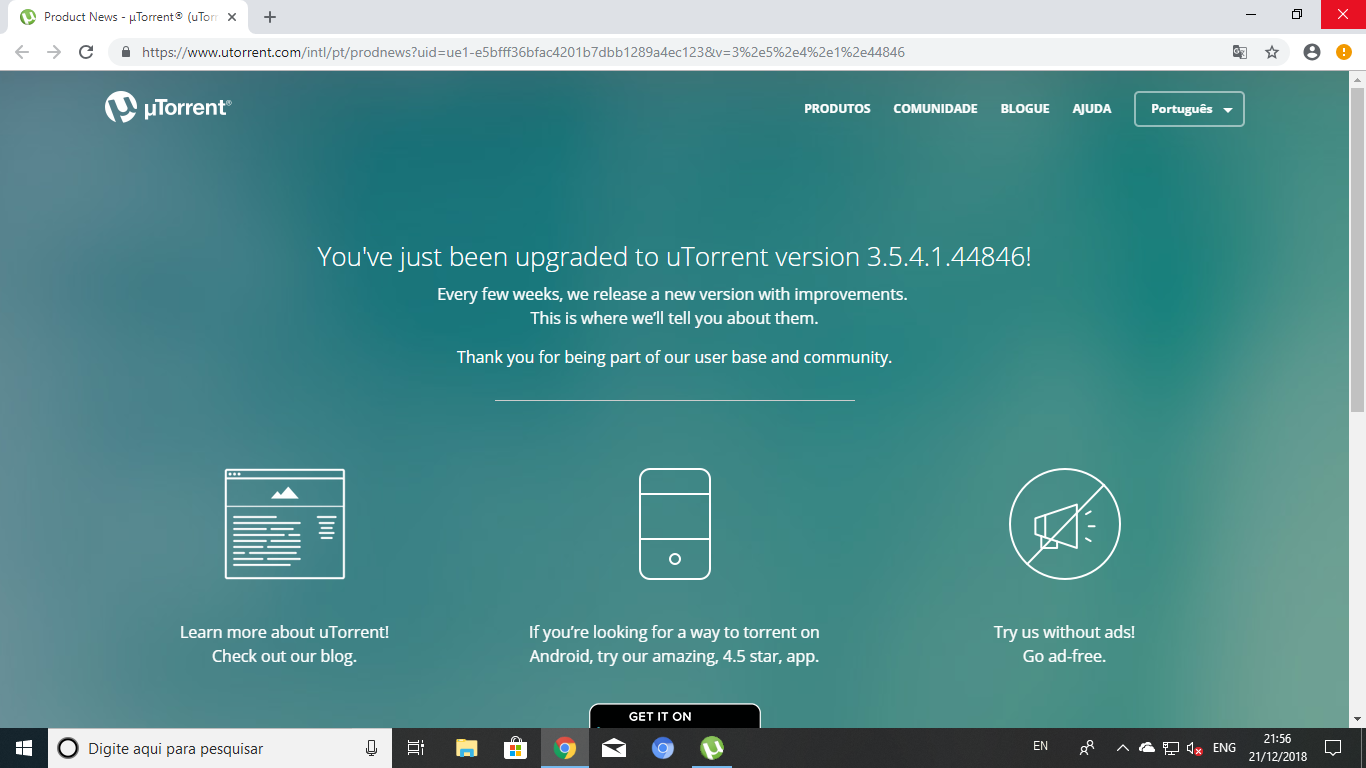 Product News - µTorrent® (uTorr
https://www.utorrent.com/intl/pt/prodnews?uid=ue1-e5bfff36bfac4201b7dbb1289a4ec123&v=3%2e5%2e4%2e1%2e44846
µTorrent®
PRODUTOS COMUNIDADE BLOGUE AJUDA Português
You've just been upgraded to uTorrent version 3.5.4.1.44846!
Every few weeks, we release a new version with improvements.
This is where we’ll tell you about them.
Thank you for being part of our user base and community.
Learn more about uTorrent!
Check out our blog.
If you’re looking for a way to torrent on
Android, try our amazing, 4.5 star, app.
Try us without ads!
Go ad-free.
GET IT ON
Digite aqui para pesquisar
EN
ENG
21:56
21/12/2018